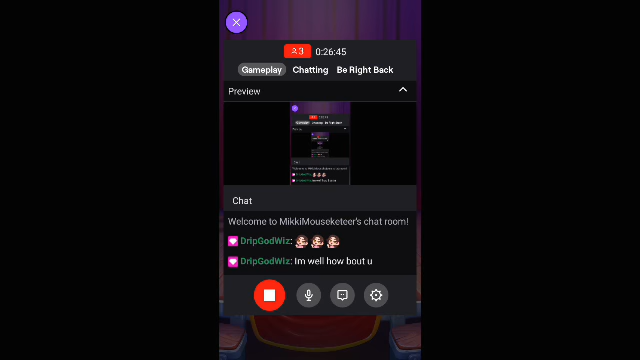 3 0:26:45
Gameplay Chatting Be Right Back
Preview
Chat
Welcome to MikkiMouseketeer's chat room!
DripGodWiz:
DripGodWiz: Im well how bout u